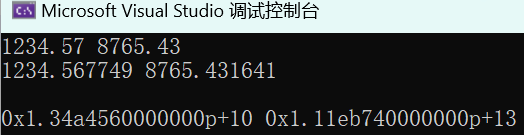 Microsoft Visual Studio 调试控制台
1234.57 8765.43
1234.567749 8765.431641
0x1.34a4560000000p+10 0x1.11eb740000000p+13